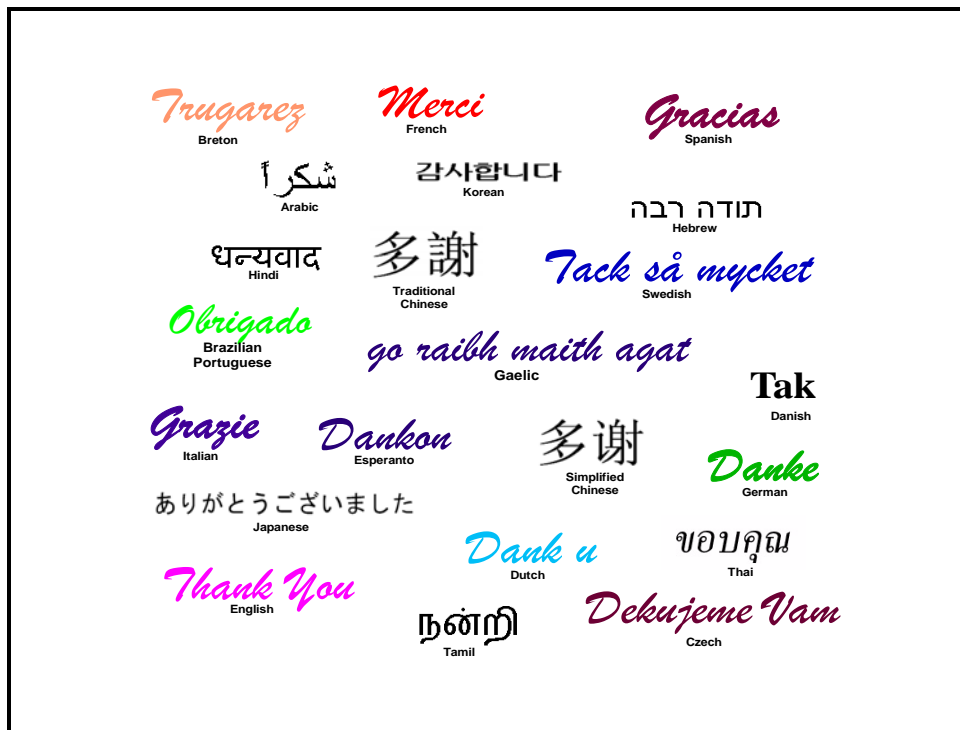 Trugarez
Breton
Merci
French
Gracias
Spanish
شكراً
Arabic
감사합니다
Korean
תודה רבה
Hebrew
धन्यवाद
Hindi
多謝
Traditional
Chinese
Tack så mycket
Swedish
Obrigado
Brazilian
Portuguese
go raibh maith agat
Gaelic
Tak
Danish
Grazie
Italian
Dankon
Esperanto
多谢
Simplified
Chinese
Danke
German
ありがとうございました
Japanese
Dank u
Dutch
ขอบคุณ
Thai
Thank You
English
நன்றி
Tamil
Dekujeme Vam
Czech